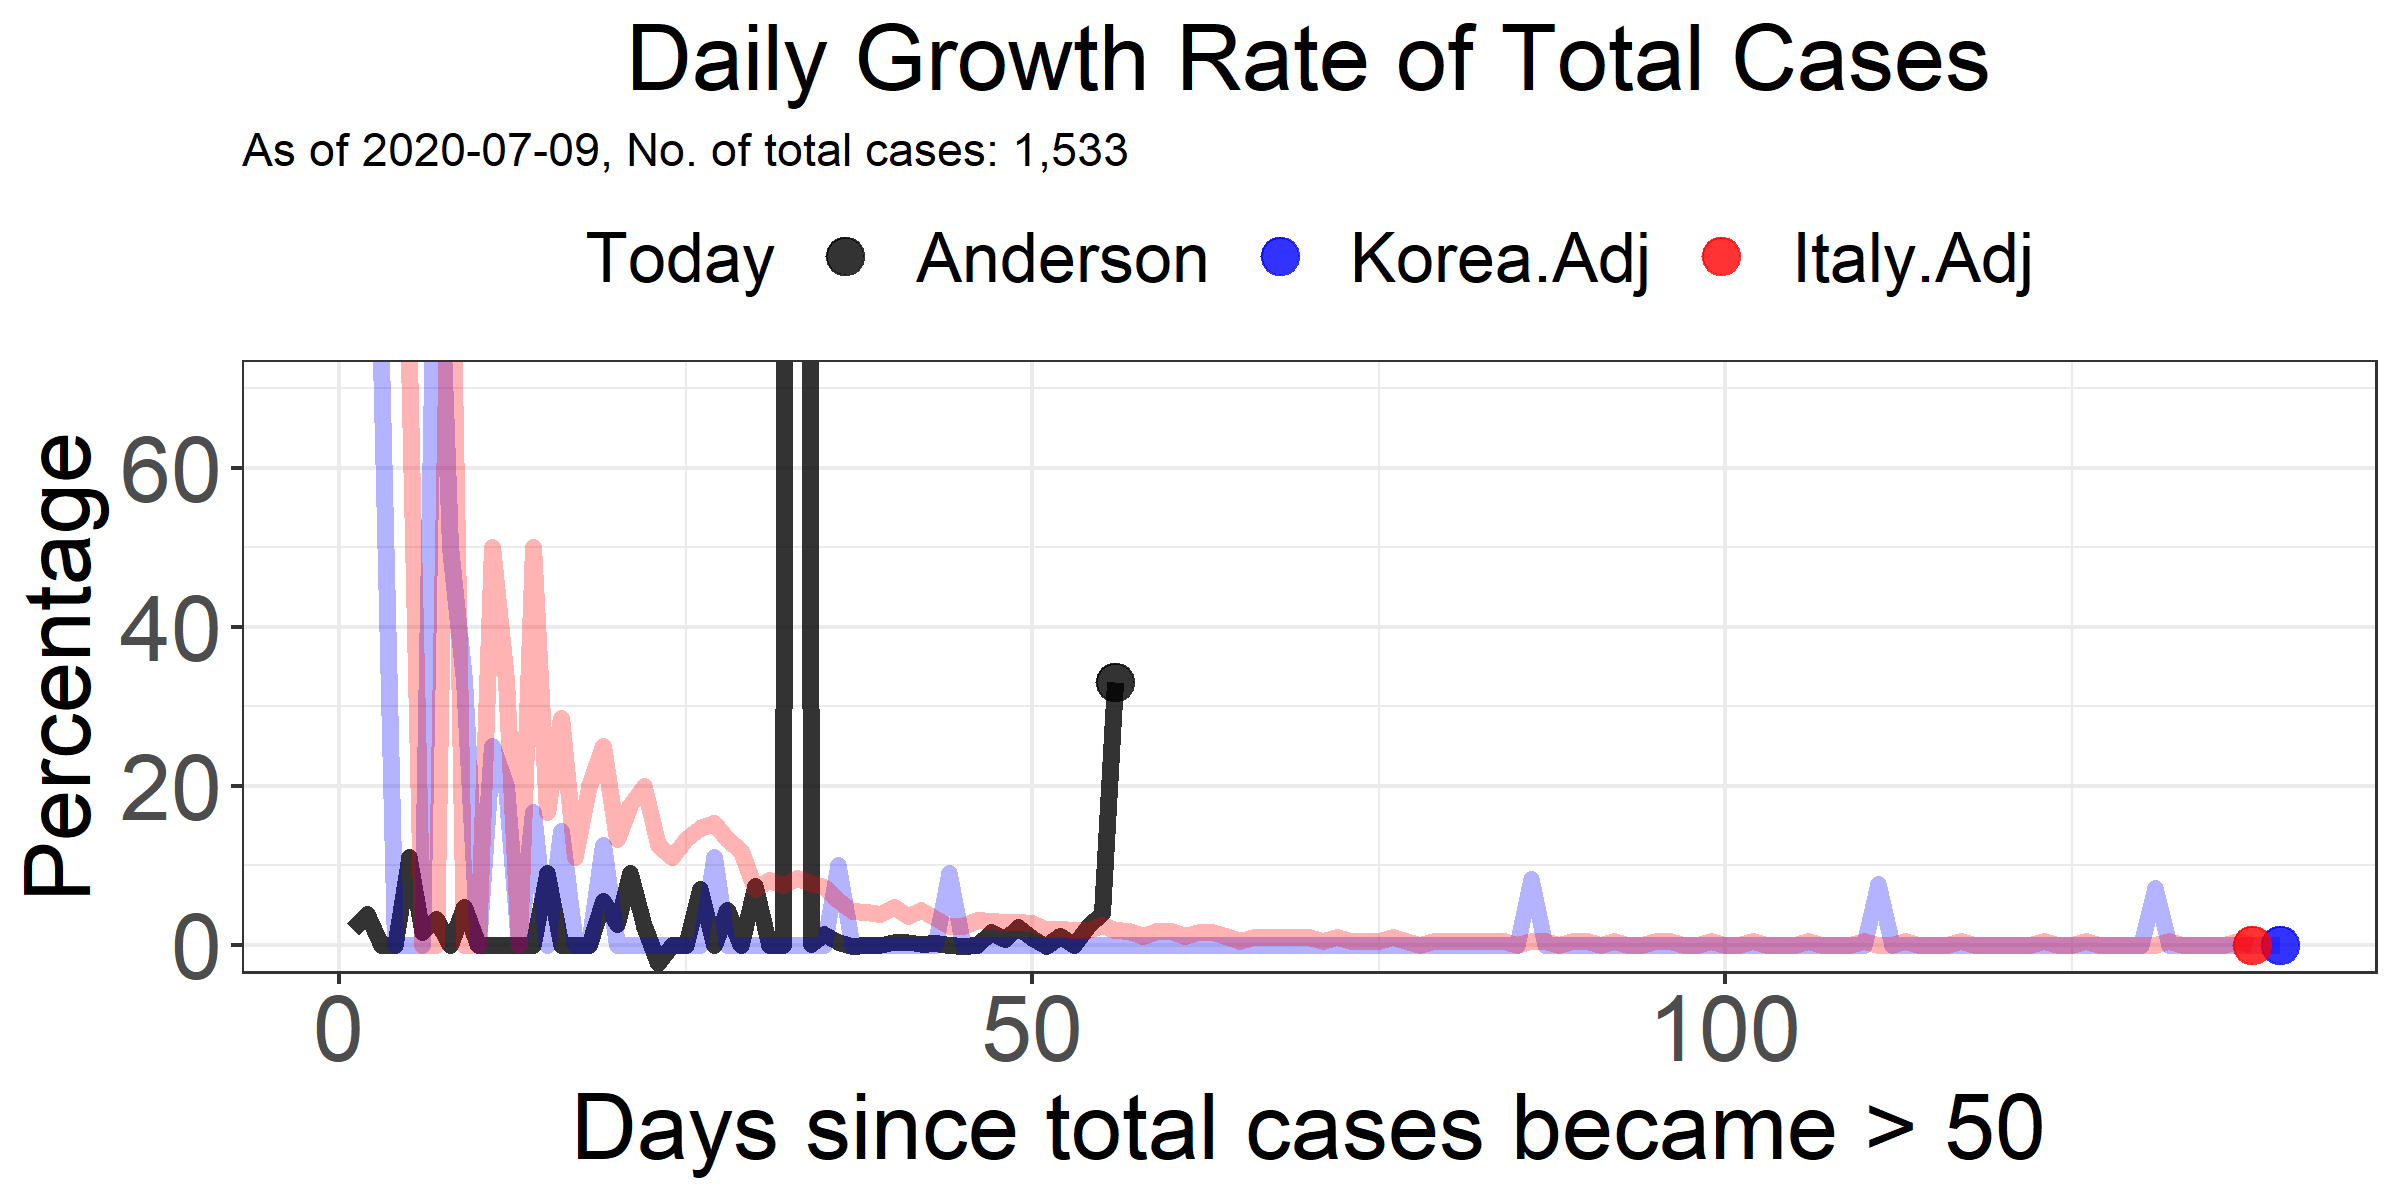 Daily Growth Rate of Total Cases
As of 2020-07-09, No. of total cases: 1,533
Today Anderson Korea.Adj Italy.Adj
Percentage
60
40
20
0
0 50 100
Days since total cases became > 50